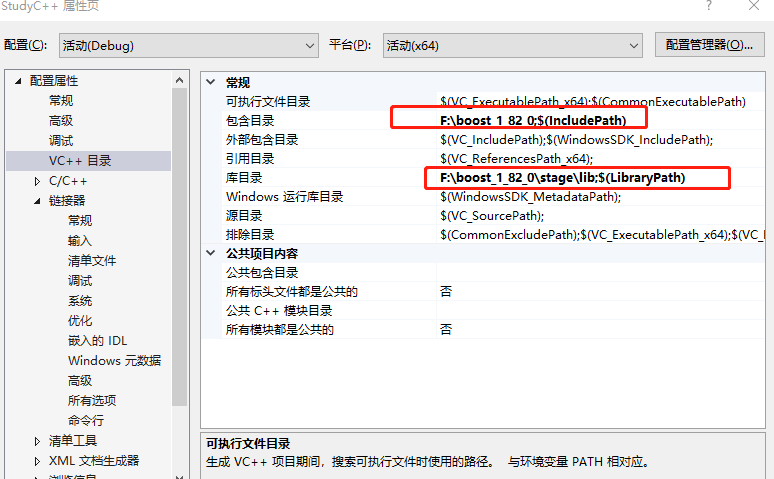 StudyC++ 属性页
配置(C): 活动(Debug) 平台(P): 活动(x64) 配置管理器(O)...
配置属性
常规
高级
调试
VC++ 目录
C/C++
链接器
常规
输入
清单文件
调试
系统
优化
嵌入的 IDL
Windows 元数据
高级
所有选项
命令行
清单工具
XML 文档生成器
浏览信息
常规
可执行文件目录 $(VC_ExecutablePath_x64);$(CommonExecutablePath)
包含目录 F:\boost_1_82_0;$(IncludePath)
外部包含目录 $(VC_IncludePath);$(WindowsSDK_IncludePath);
引用目录 $(VC_ReferencesPath_x64);
库目录 F:\boost_1_82_0\stage\lib;$(LibraryPath)
Windows 运行库目录 $(WindowsSDK_MetadataPath);
源目录 $(VC_SourcePath);
排除目录 $(CommonExcludePath);$(VC_ExecutablePath_x64);$(VC_
公共项目内容
公共包含目录
所有标头文件都是公共的 否
公共 C++ 模块目录
所有模块都是公共的 否
可执行文件目录
生成 VC++ 项目期间，搜索可执行文件时使用的路径。 与环境变量 PATH 相对应。